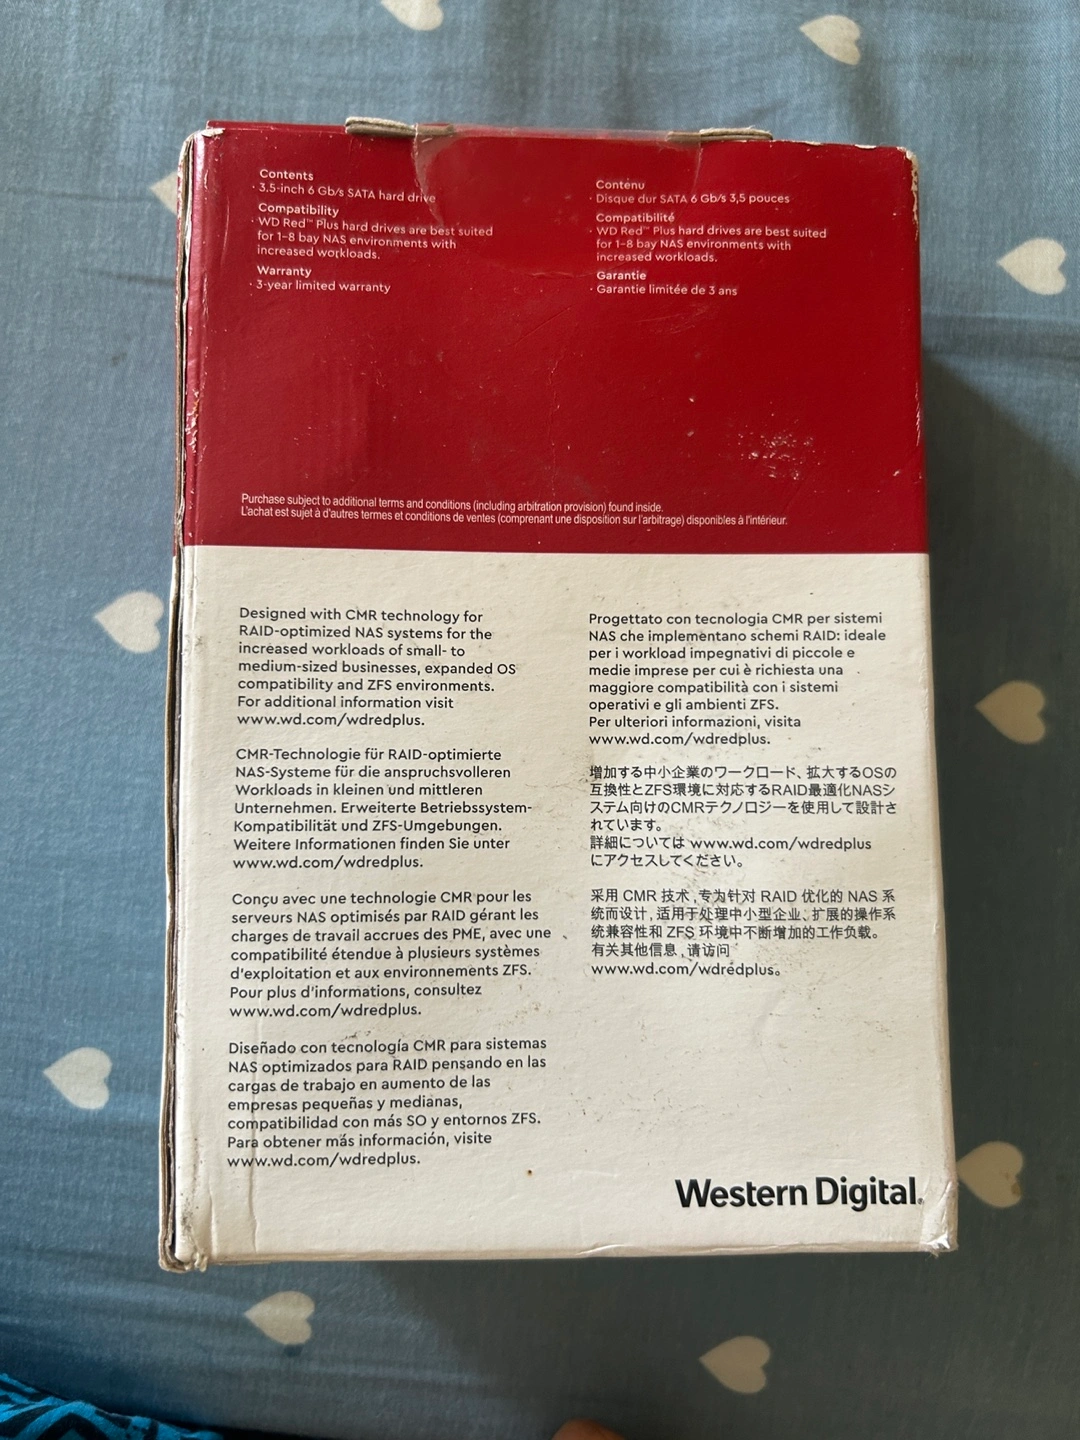 Contents
· 3.5-inch 6 Gb/s SATA hard drive
Compatibility
· WD Red™ Plus hard drives are best suited
for 1–8 bay NAS environments with
increased workloads.
Warranty
· 3-year limited warranty
Contenu
· Disque dur SATA 6 Gb/s 3,5 pouces
Compatibilité
· WD Red™ Plus hard drives are best suited
for 1–8 bay NAS environments with
increased workloads.
Garantie
· Garantie limitée de 3 ans
Purchase subject to additional terms and conditions (including arbitration provision) found inside.
L'achat est sujet à d'autres termes et conditions de ventes (comprenant une disposition sur l'arbitrage) disponibles à l'intérieur.
Designed with CMR technology for
RAID-optimized NAS systems for the
increased workloads of small- to
medium-sized businesses, expanded OS
compatibility and ZFS environments.
For additional information visit
www.wd.com/wdredplus.
CMR-Technologie für RAID-optimierte
NAS-Systeme für die anspruchsvolleren
Workloads in kleinen und mittleren
Unternehmen. Erweiterte Betriebssystem-
Kompatibilität und ZFS-Umgebungen.
Weitere Informationen finden Sie unter
www.wd.com/wdredplus.
Conçu avec une technologie CMR pour les
serveurs NAS optimisés par RAID gérant les
charges de travail accrues des PME, avec une
compatibilité étendue à plusieurs systèmes
d'exploitation et aux environnements ZFS.
Pour plus d'informations, consultez
www.wd.com/wdredplus.
Diseñado con tecnología CMR para sistemas
NAS optimizados para RAID pensando en las
cargas de trabajo en aumento de las
empresas pequeñas y medianas,
compatibilidad con más SO y entornos ZFS.
Para obtener más información, visite
www.wd.com/wdredplus.
Progettato con tecnologia CMR per sistemi
NAS che implementano schemi RAID: ideale
per i workload impegnativi di piccole e
medie imprese per cui è richiesta una
maggiore compatibilità con i sistemi
operativi e gli ambienti ZFS.
Per ulteriori informazioni, visita
www.wd.com/wdredplus.
増加する中小企業のワークロード、拡大するOSの
互換性とZFS環境に対応するRAID最適化NASシ
ステム向けのCMRテクノロジーを使用して設計さ
れています。
詳細については www.wd.com/wdredplus
にアクセスしてください。
采用 CMR 技术，专为针对 RAID 优化的 NAS 系
统而设计，适用于处理中小型企业、扩展的操作系
统兼容性和 ZFS 环境中不断增加的工作负载。
有关其他信息，请访问
www.wd.com/wdredplus。
Western Digital.